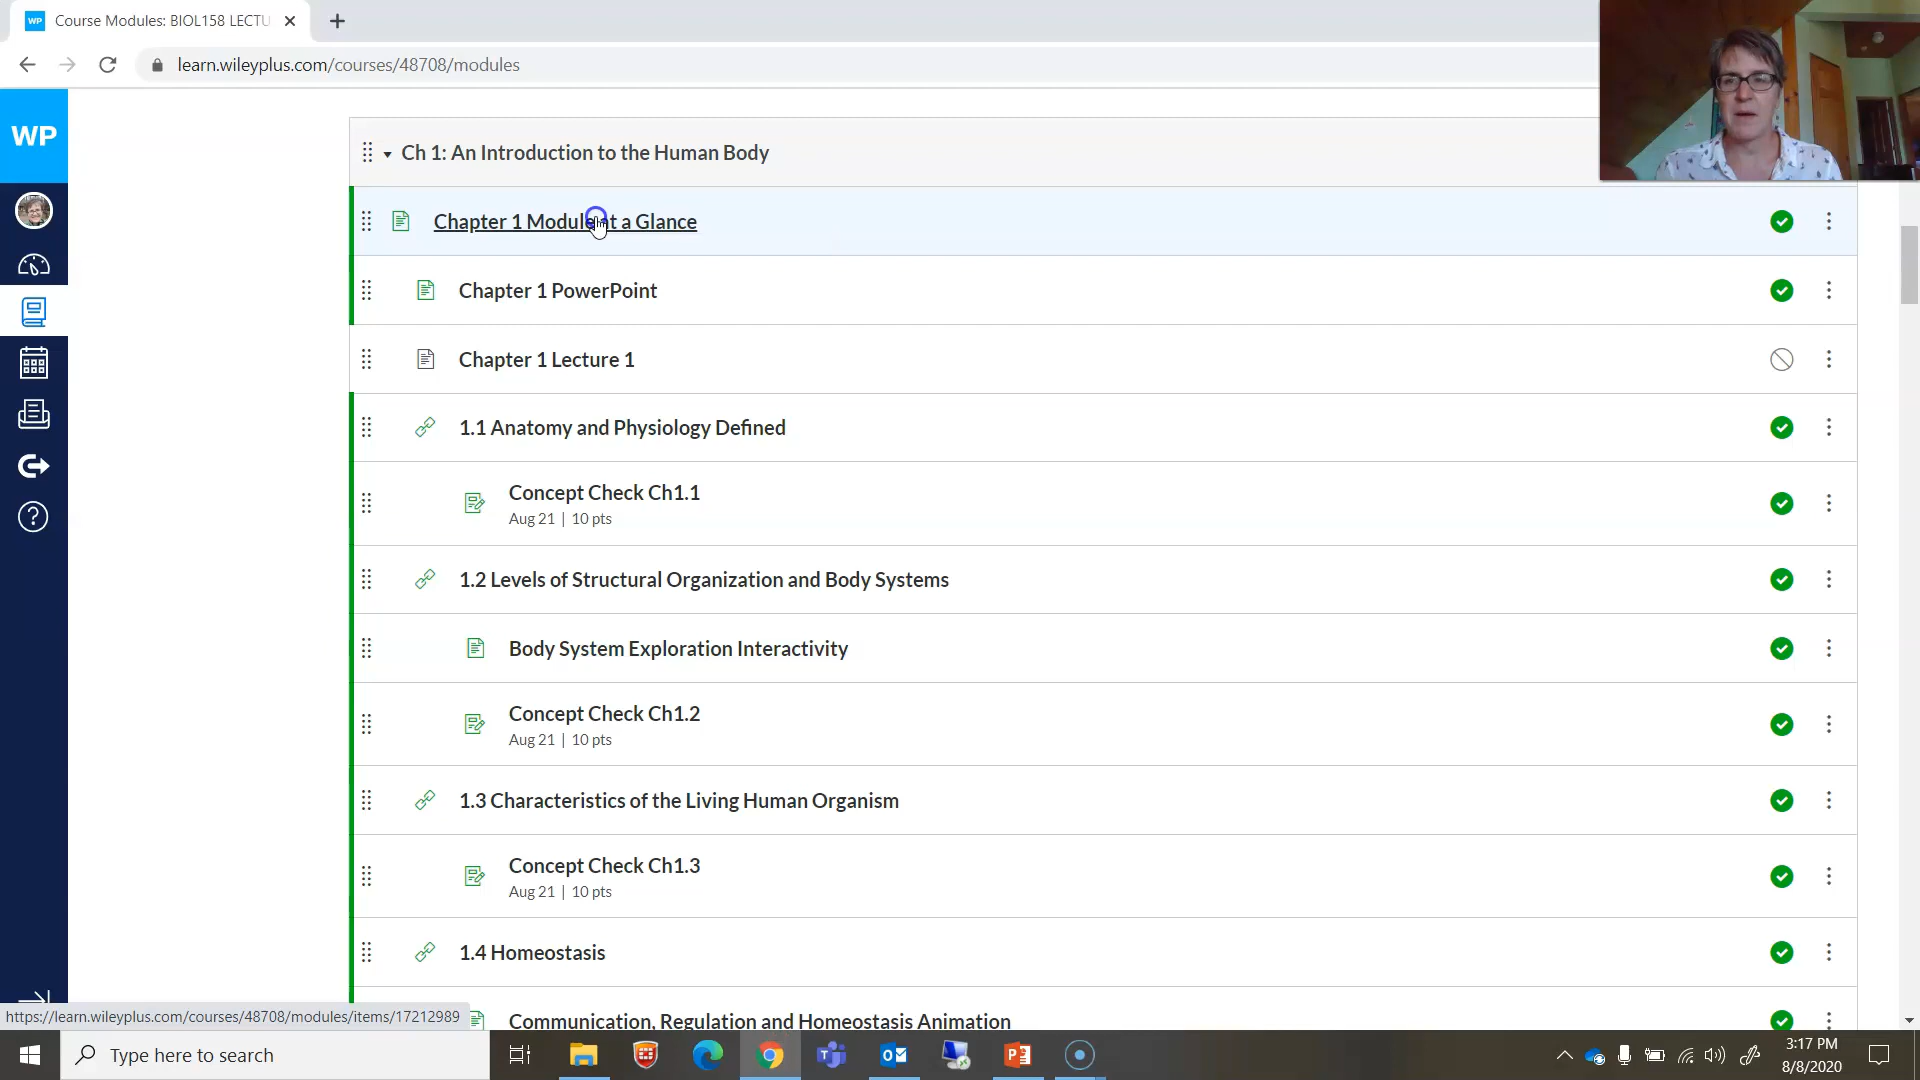 WP
Course Modules: BIOL158 LECTU
learn.wileyplus.com/courses/48708/modules
WP
Ch 1: An Introduction to the Human Body
Chapter 1 Module at a Glance
Chapter 1 PowerPoint
Chapter 1 Lecture 1
1.1 Anatomy and Physiology Defined
Concept Check Ch1.1
Aug 21 | 10 pts
1.2 Levels of Structural Organization and Body Systems
Body System Exploration Interactivity
Concept Check Ch1.2
Aug 21 | 10 pts
1.3 Characteristics of the Living Human Organism
Concept Check Ch1.3
Aug 21 | 10 pts
1.4 Homeostasis
Communication, Regulation and Homeostasis Animation
https://learn.wileyplus.com/courses/48708/modules/items/17212989
Type here to search
3:17 PM
8/8/2020